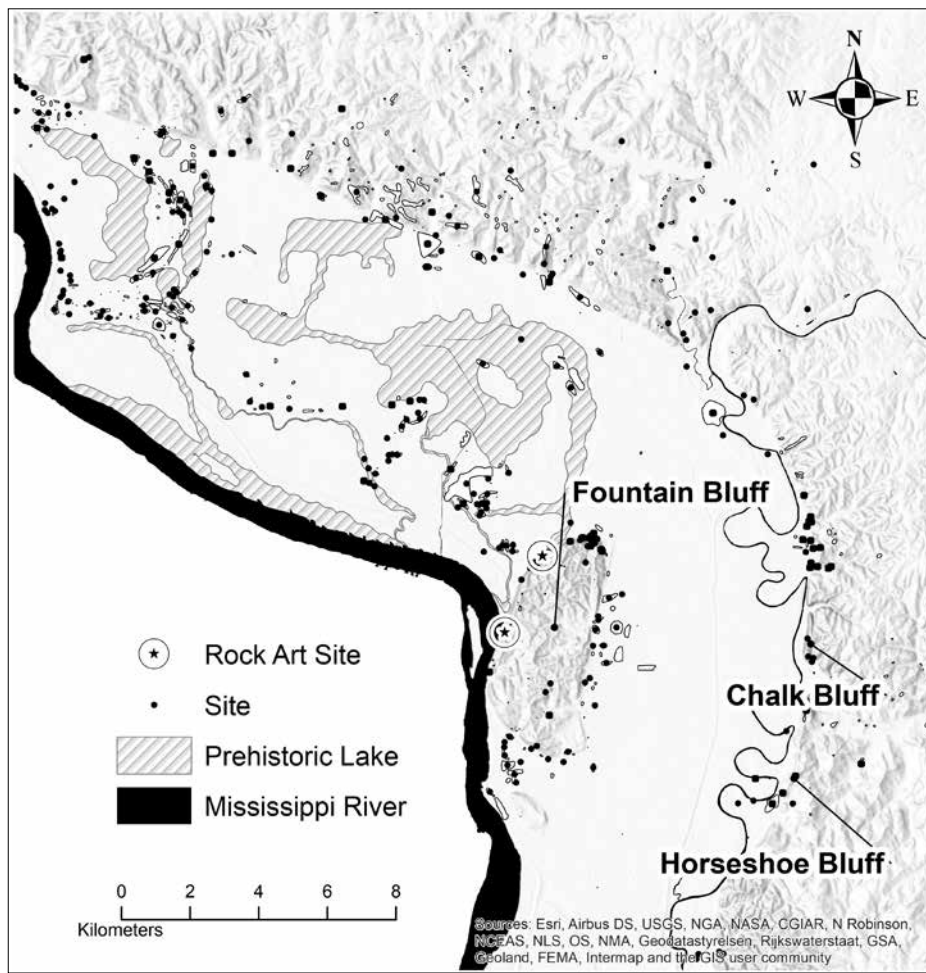 N
W E
S
Fountain Bluff
Rock Art Site
Site
Chalk Bluff
Prehistoric Lake
Mississippi River
Horseshoe Bluff
0 2 4 6 8
Kilometers
Sources: Esri, Airbus DS, USGS, NGA, NASA, CGIAR, N Robinson,
NCEAS, NLS, OS, NMA, Geodatastyrelsen, Rijkswaterstaat, GSA,
Geoland, FEMA, Intermap and the GIS user community